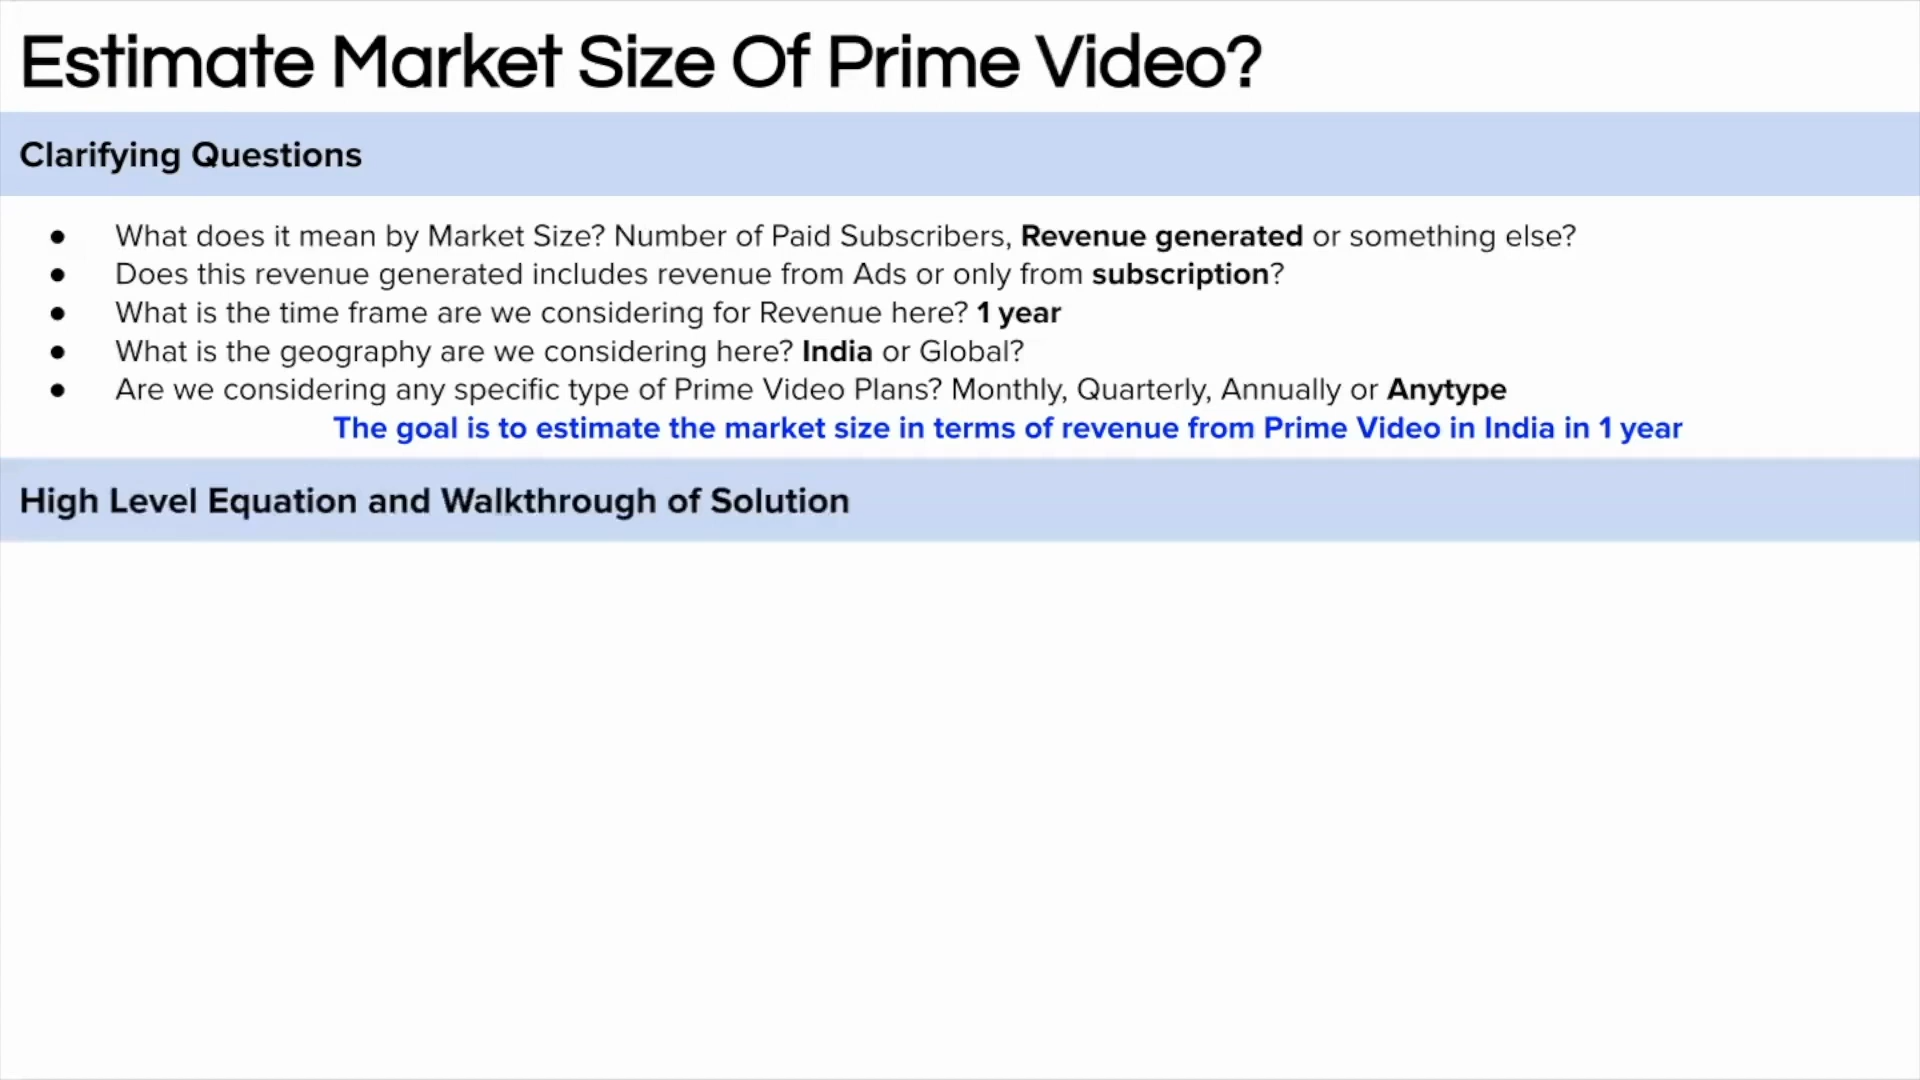 Estimate Market Size Of Prime Video?
Clarifying Questions
● What does it mean by Market Size? Number of Paid Subscribers, Revenue generated or something else?
● Does this revenue generated includes revenue from Ads or only from subscription?
● What is the time frame are we considering for Revenue here? 1 year
● What is the geography are we considering here? India or Global?
● Are we considering any specific type of Prime Video Plans? Monthly, Quarterly, Annually or Anytype
The goal is to estimate the market size in terms of revenue from Prime Video in India in 1 year
High Level Equation and Walkthrough of Solution